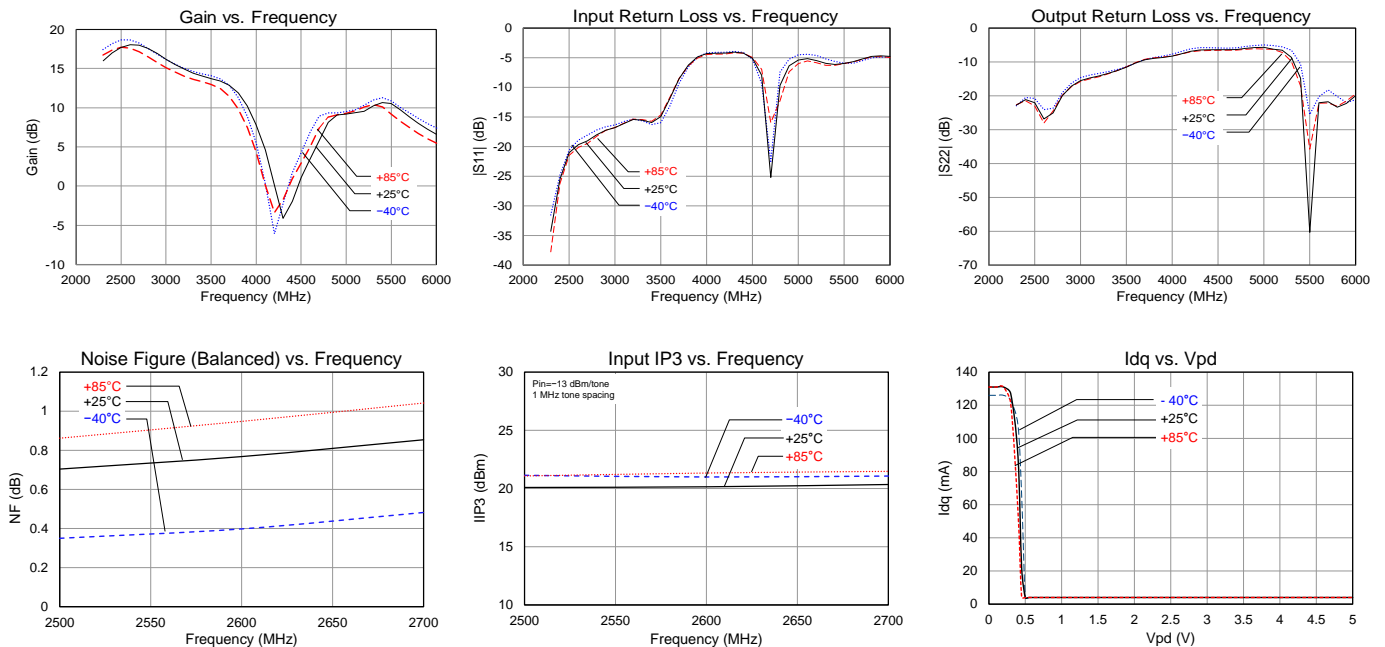 Gain vs. Frequency
20
15
10
5
0
-5
-10
Gain (dB)
+85°C
+25°C
−40°C
2000 2500 3000 3500 4000 4500 5000 5500 6000
Frequency (MHz)
Input Return Loss vs. Frequency
0
-5
-10
-15
-20
-25
-30
-35
-40
|S11| (dB)
+85°C
+25°C
−40°C
2000 2500 3000 3500 4000 4500 5000 5500 6000
Frequency (MHz)
Output Return Loss vs. Frequency
0
-10
-20
-30
-40
-50
-60
-70
|S22| (dB)
+85°C
+25°C
−40°C
2000 2500 3000 3500 4000 4500 5000 5500 6000
Frequency (MHz)
Noise Figure (Balanced) vs. Frequency
1.2
1
0.8
0.6
0.4
0.2
0
NF (dB)
+85°C
+25°C
−40°C
2500 2550 2600 2650 2700
Frequency (MHz)
Input IP3 vs. Frequency
Pin=−13 dBm/tone
1 MHz tone spacing
30
25
20
15
10
IIP3 (dBm)
−40°C
+25°C
+85°C
2500 2550 2600 2650 2700
Frequency (MHz)
Idq vs. Vpd
140
120
100
80
60
40
20
0
Idq (mA)
- 40°C
+25°C
+85°C
0 0.5 1 1.5 2 2.5 3 3.5 4 4.5 5
Vpd (V)